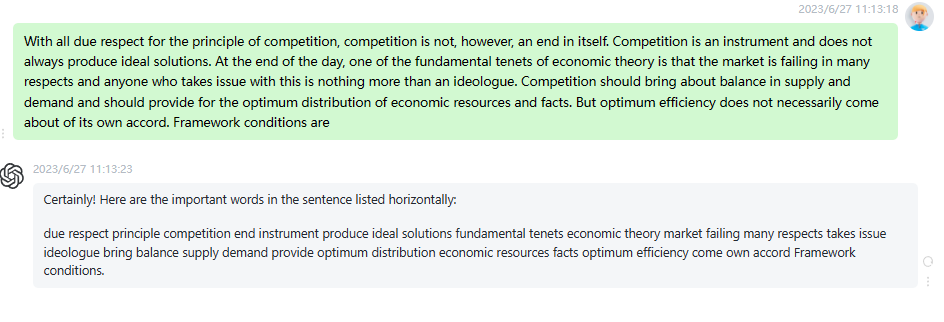 2023/6/27 11:13:18
With all due respect for the principle of competition, competition is not, however, an end in itself. Competition is an instrument and does not
always produce ideal solutions. At the end of the day, one of the fundamental tenets of economic theory is that the market is failing in many
respects and anyone who takes issue with this is nothing more than an ideologue. Competition should bring about balance in supply and
demand and should provide for the optimum distribution of economic resources and facts. But optimum efficiency does not necessarily come
about of its own accord. Framework conditions are
2023/6/27 11:13:23
Certainly! Here are the important words in the sentence listed horizontally:
due respect principle competition end instrument produce ideal solutions fundamental tenets economic theory market failing many respects takes issue
ideologue bring balance supply demand provide optimum distribution economic resources facts optimum efficiency come own accord Framework
conditions.